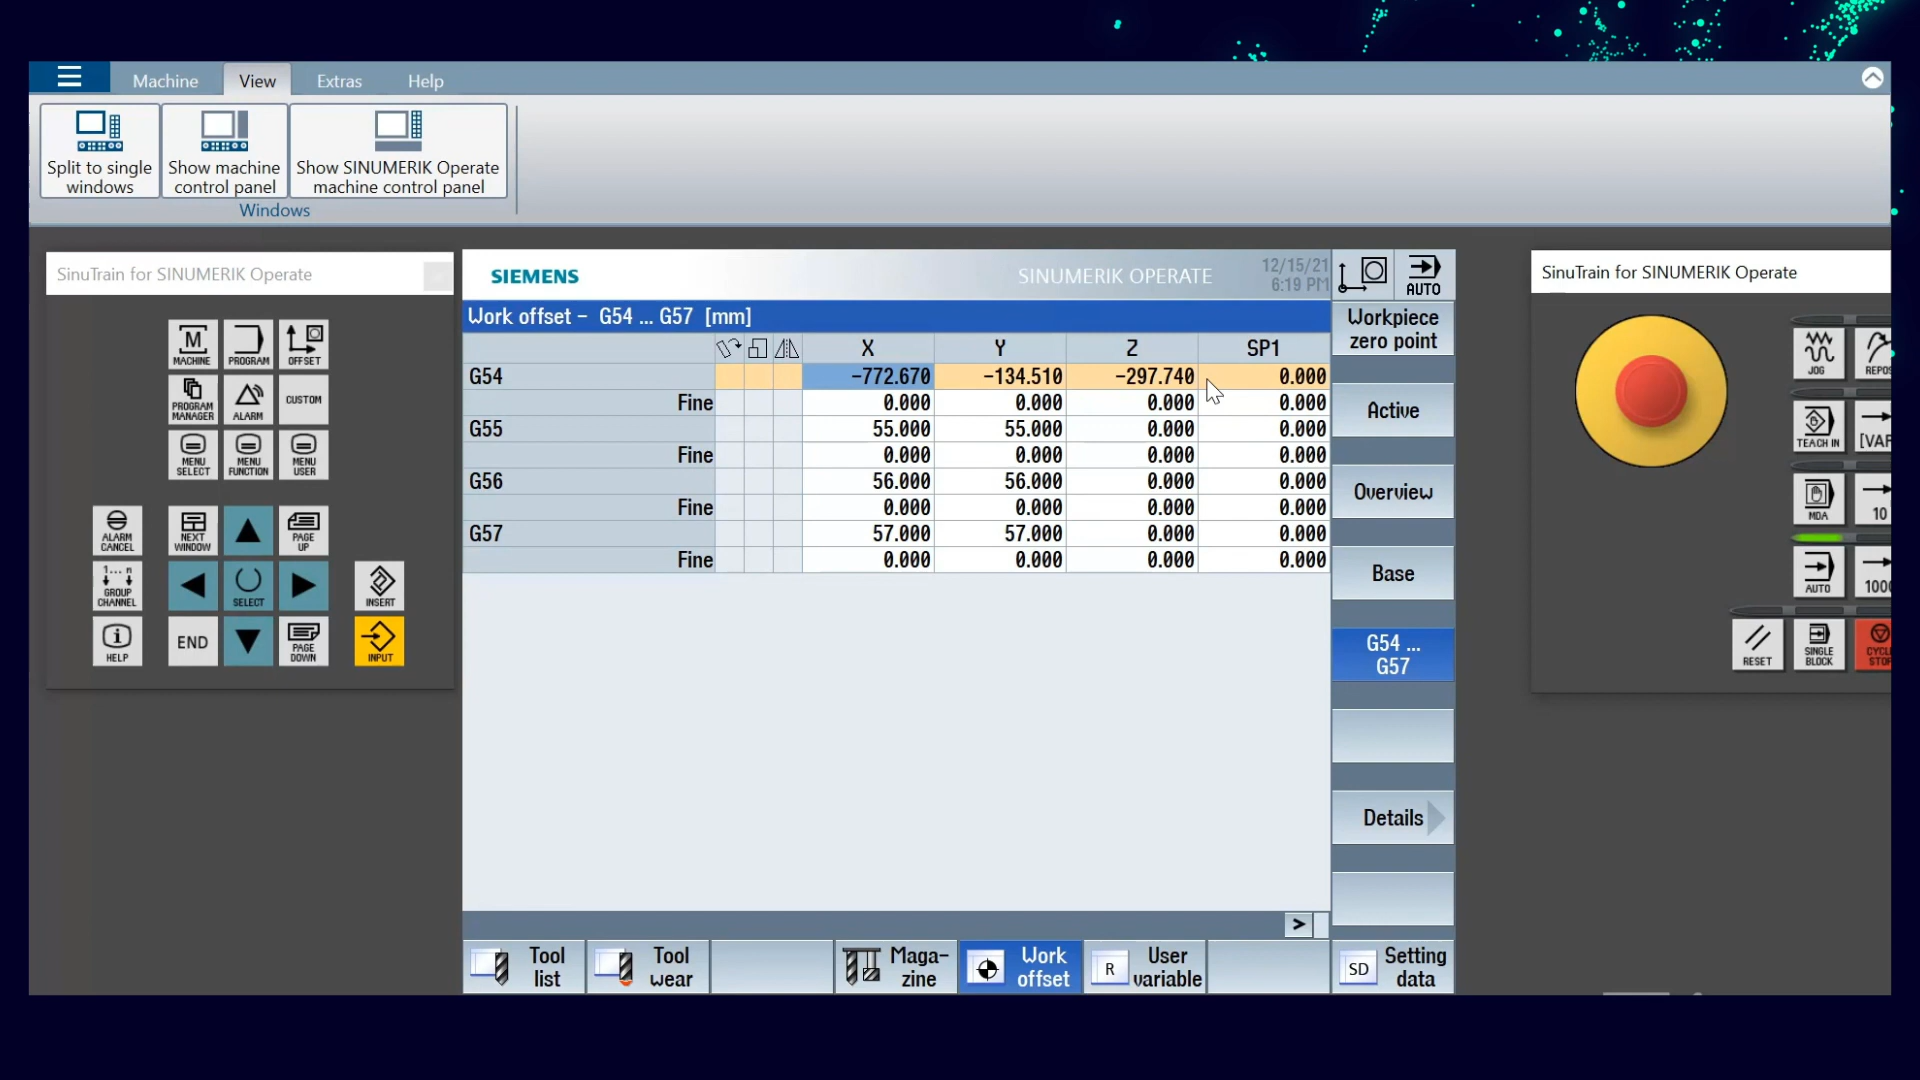 Machine View Extras Help
Split to single
windows
Show machine
control panel
Show SINUMERIK Operate
machine control panel
Windows
SinuTrain for SINUMERIK Operate
M
MACHINE
PROGRAM
OFFSET
PROGRAM
MANAGER
ALARM
CUSTOM
MENU
SELECT
MENU
FUNCTION
MENU
USER
ALARM
CANCEL
NEXT
WINDOW
PAGE
UP
1... n
GROUP
CHANNEL
SELECT
INSERT
HELP
END
PAGE
DOWN
INPUT
SIEMENS
SINUMERIK OPERATE
12/15/21
6:19 PM
AUTO
Work offset – G54 ... G57 [mm]
X Y Z SP1
G54 -772.670 -134.510 -297.740 0.000
Fine 0.000 0.000 0.000 0.000
G55 55.000 55.000 0.000 0.000
Fine 0.000 0.000 0.000 0.000
G56 56.000 56.000 0.000 0.000
Fine 0.000 0.000 0.000 0.000
G57 57.000 57.000 0.000 0.000
Fine 0.000 0.000 0.000 0.000
Workpiece
zero point
Active
Overview
Base
G54 ...
G57
Details
>
Tool
list
Tool
wear
Maga-
zine
Work
offset
R
User
variable
SD
Setting
data
SinuTrain for SINUMERIK Operate
JOG
REPOS
TEACH IN
[VAR
MDA
10
AUTO
1000
RESET
SINGLE
BLOCK
CYCLE
STOP